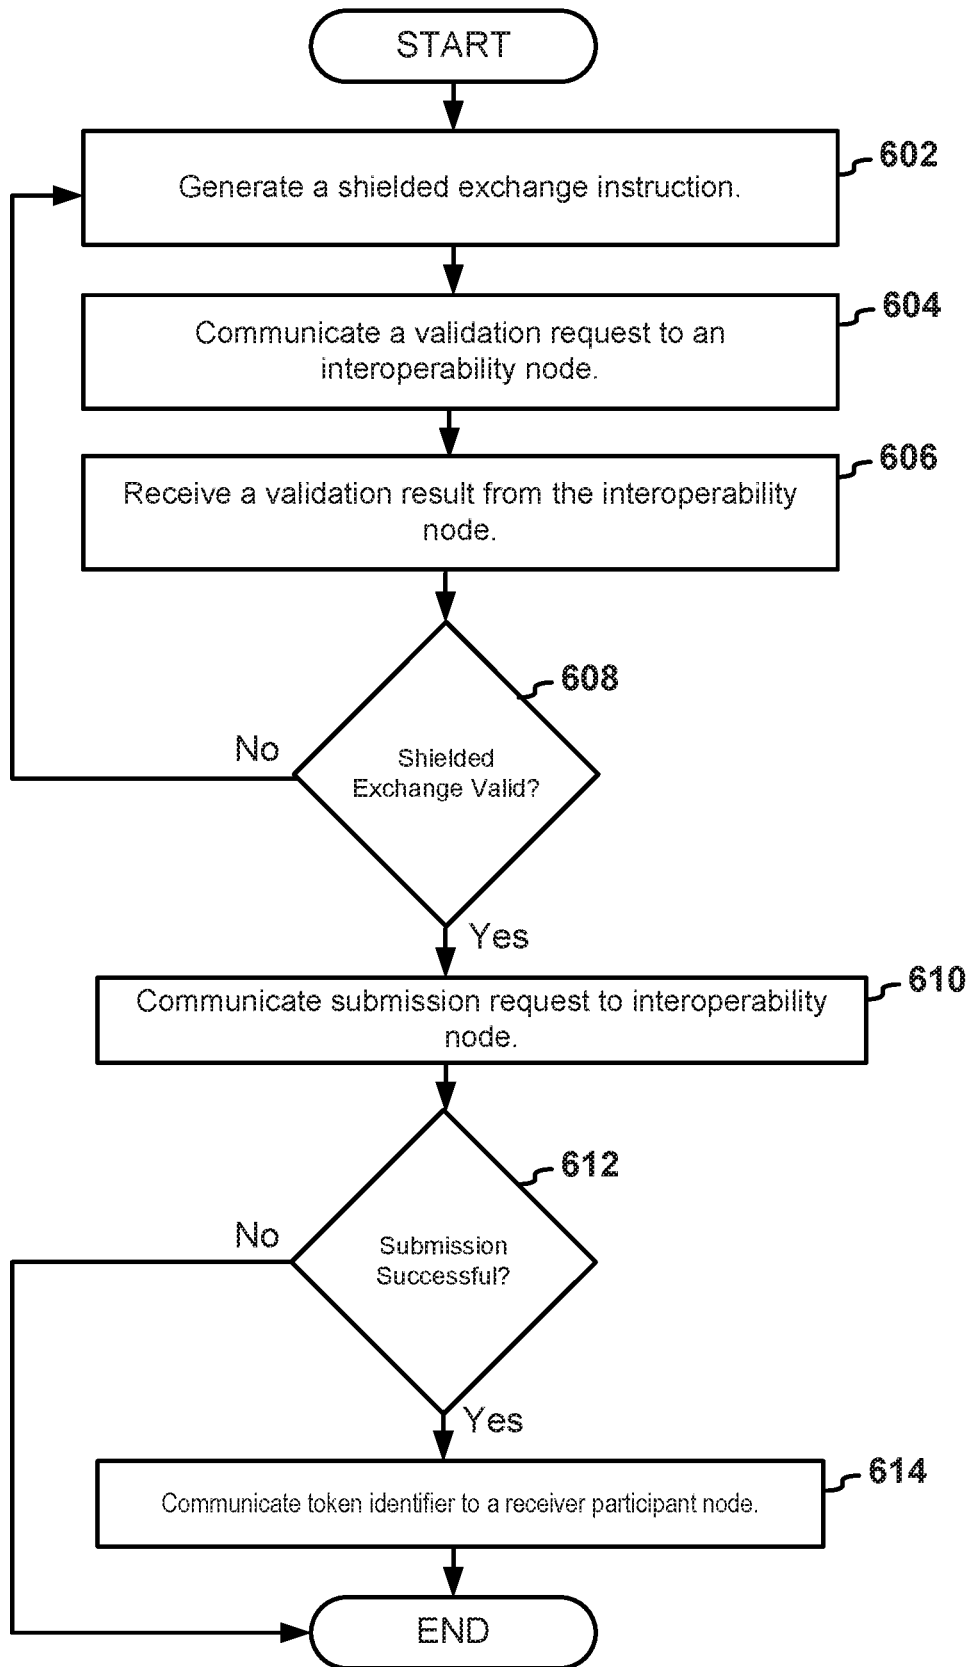 START
602
Generate a shielded exchange instruction.
604
Communicate a validation request to an
interoperability node.
606
Receive a validation result from the interoperability
node.
608
No
Shielded
Exchange Valid?
Yes
610
Communicate submission request to interoperability
node.
612
No
Submission
Successful?
Yes
614
Communicate token identifier to a receiver participant node.
END